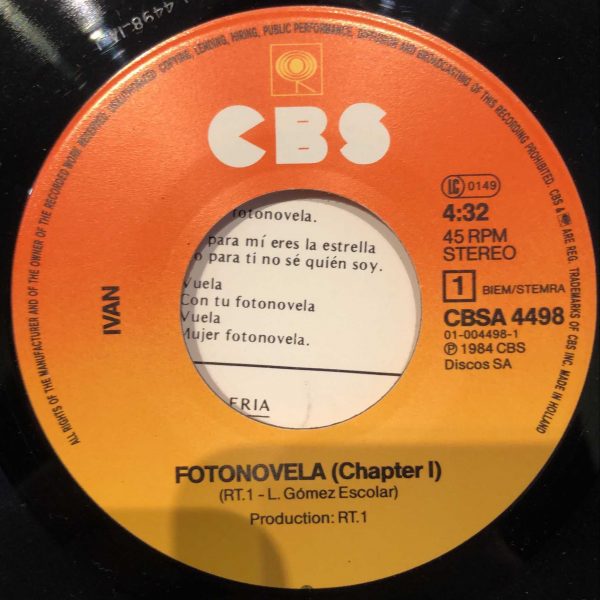 4498
ALL RIGHTS OF THE MANUFACTURER AND OF THE OWNER OF THE RECORDED WORK RESERVED. UNAUTHORIZED COPYING, LENDING, HIRING, PUBLIC PERFORMANCE, DIFFUSION AND BROADCASTING OF THIS RECORDING PROHIBITED. CBS & ARE REG. TRADEMARKS OF CBS INC. MADE IN HOLLAND
CBS
LC 0149
4:32
45 RPM
STEREO
1 BIEM/STEMRA
CBSA 4498
01-004498-1
℗ 1984 CBS
Discos SA
IVAN
fotonovela.
para mí eres la estrella
para ti no sé quién soy.
Vuela
Con tu fotonovela
Vuela
Mujer fotonovela.
FOTONOVELA (Chapter I)
(RT.1 - L. Gómez Escolar)
Production: RT.1